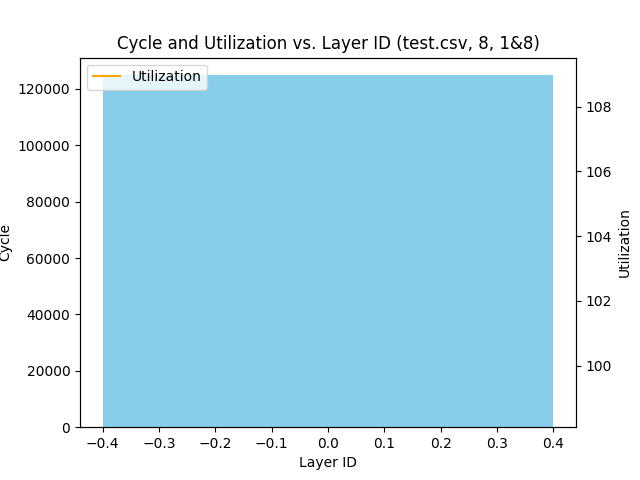 Cycle and Utilization vs. Layer ID (test.csv, 8, 1&8)
Utilization
120000
100000
80000
60000
40000
20000
0
Cycle
108
106
104
102
100
Utilization
−0.4 −0.3 −0.2 −0.1 0.0 0.1 0.2 0.3 0.4
Layer ID